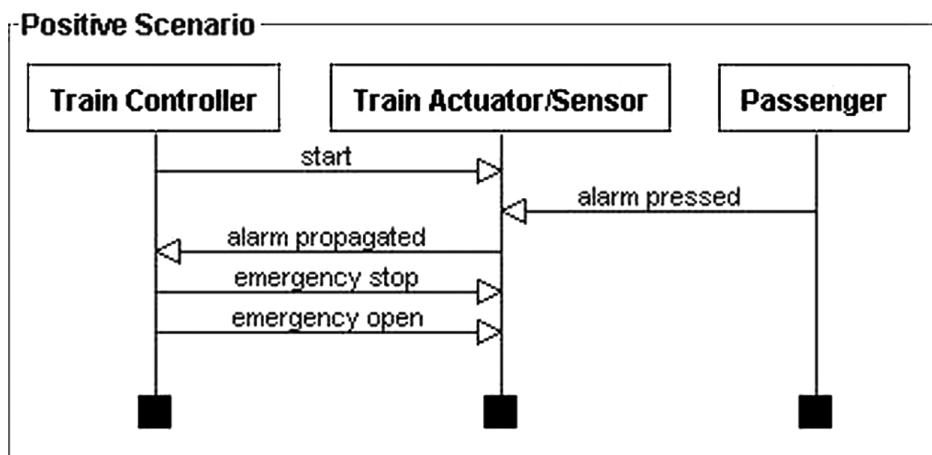 Positive Scenario
Train Controller
Train Actuator/Sensor
Passenger
start
alarm pressed
alarm propagated
emergency stop
emergency open